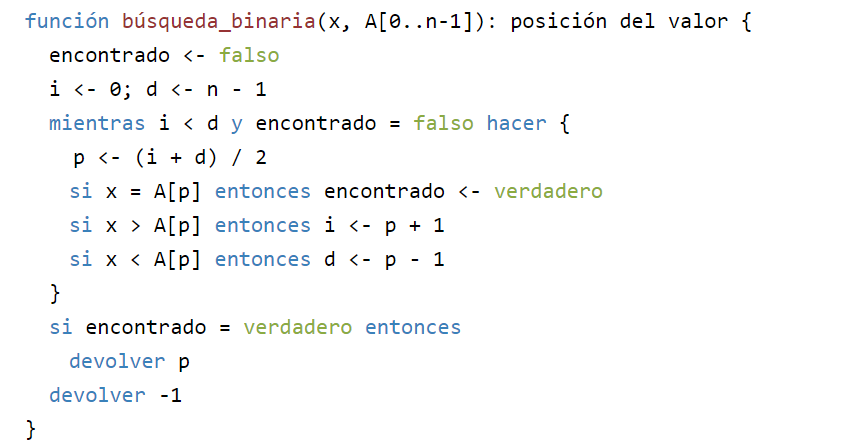 función búsqueda_binaria(x, A[0..n-1]): posición del valor {
encontrado <- falso
i <- 0; d <- n - 1
mientras i < d y encontrado = falso hacer {
p <- (i + d) / 2
si x = A[p] entonces encontrado <- verdadero
si x > A[p] entonces i <- p + 1
si x < A[p] entonces d <- p - 1
}
si encontrado = verdadero entonces
devolver p
devolver -1
}